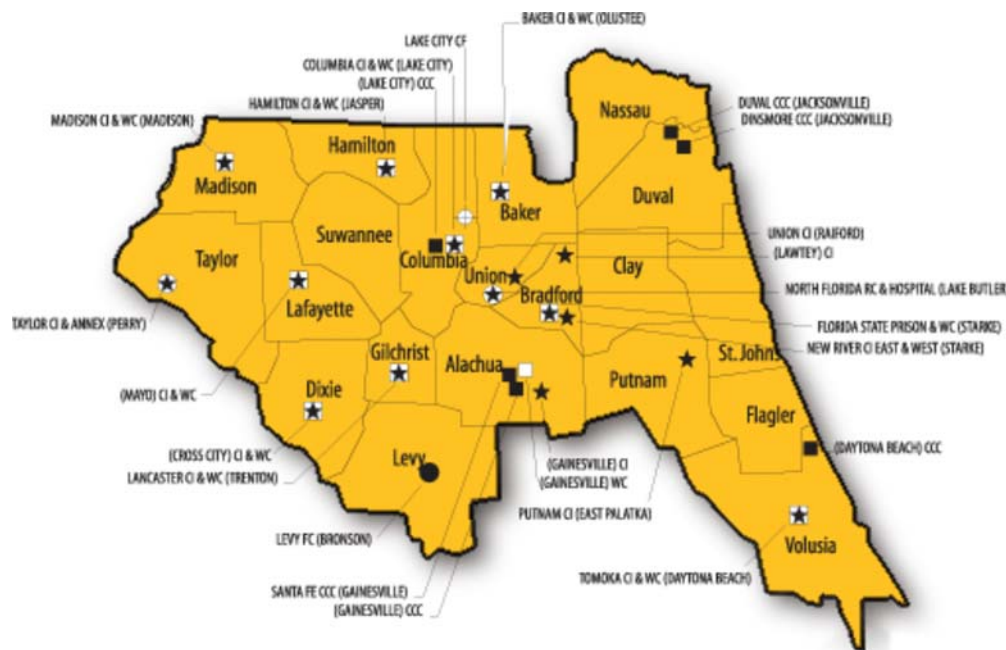 BAKER CI & WC (OLUSTEE)
LAKE CITY CF
COLUMBIA CI & WC (LAKE CITY)
(LAKE CITY) CCC
HAMILTON CI & WC (JASPER)
MADISON CI & WC (MADISON)
Nassau
DUVAL CCC (JACKSONVILLE)
DINSMORE CCC (JACKSONVILLE)
Hamilton
Madison
Baker
Duval
Suwannee
UNION CI (RAIFORD)
(LAWTEY) CI
Taylor
Columbia
Union
Clay
Lafayette
Bradford
NORTH FLORIDA RC & HOSPITAL (LAKE BUTLER
TAYLOR CI & ANNEX (PERRY)
FLORIDA STATE PRISON & WC (STARKE)
NEW RIVER CI EAST & WEST (STARKE)
Gilchrist
Alachua
St. Johns
Putnam
Dixie
(MAYO) CI & WC
Flagler
(CROSS CITY) CI & WC
LANCASTER CI & WC (TRENTON)
Levy
(DAYTONA BEACH) CCC
(GAINESVILLE) CI
(GAINESVILLE) WC
PUTNAM CI (EAST PALATKA)
LEVY FC (BRONSON)
Volusia
TOMOKA CI & WC (DAYTONA BEACH)
SANTA FE CCC (GAINESVILLE)
(GAINESVILLE) CCC